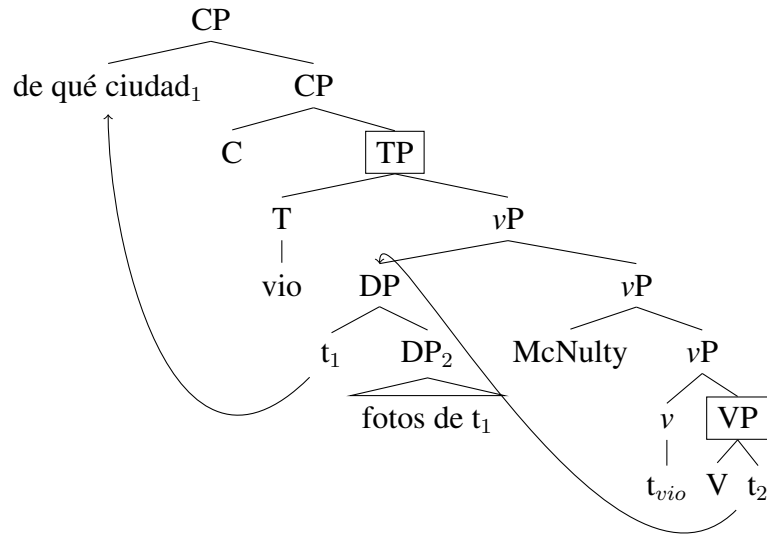 CP
de qué ciudad₁ CP
C TP
T vP
vio DP vP
t₁ DP₂ McNulty vP
fotos de t₁ v VP
t_vio V t₂